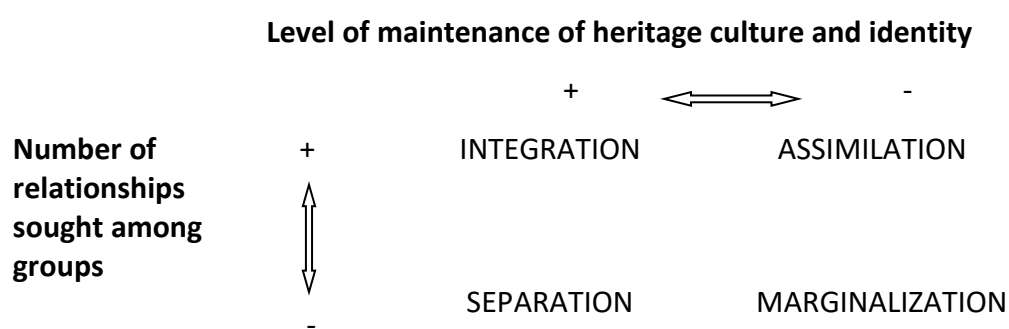 Level of maintenance of heritage culture and identity
+ -
Number of
relationships
sought among
groups
+ INTEGRATION ASSIMILATION
- SEPARATION MARGINALIZATION